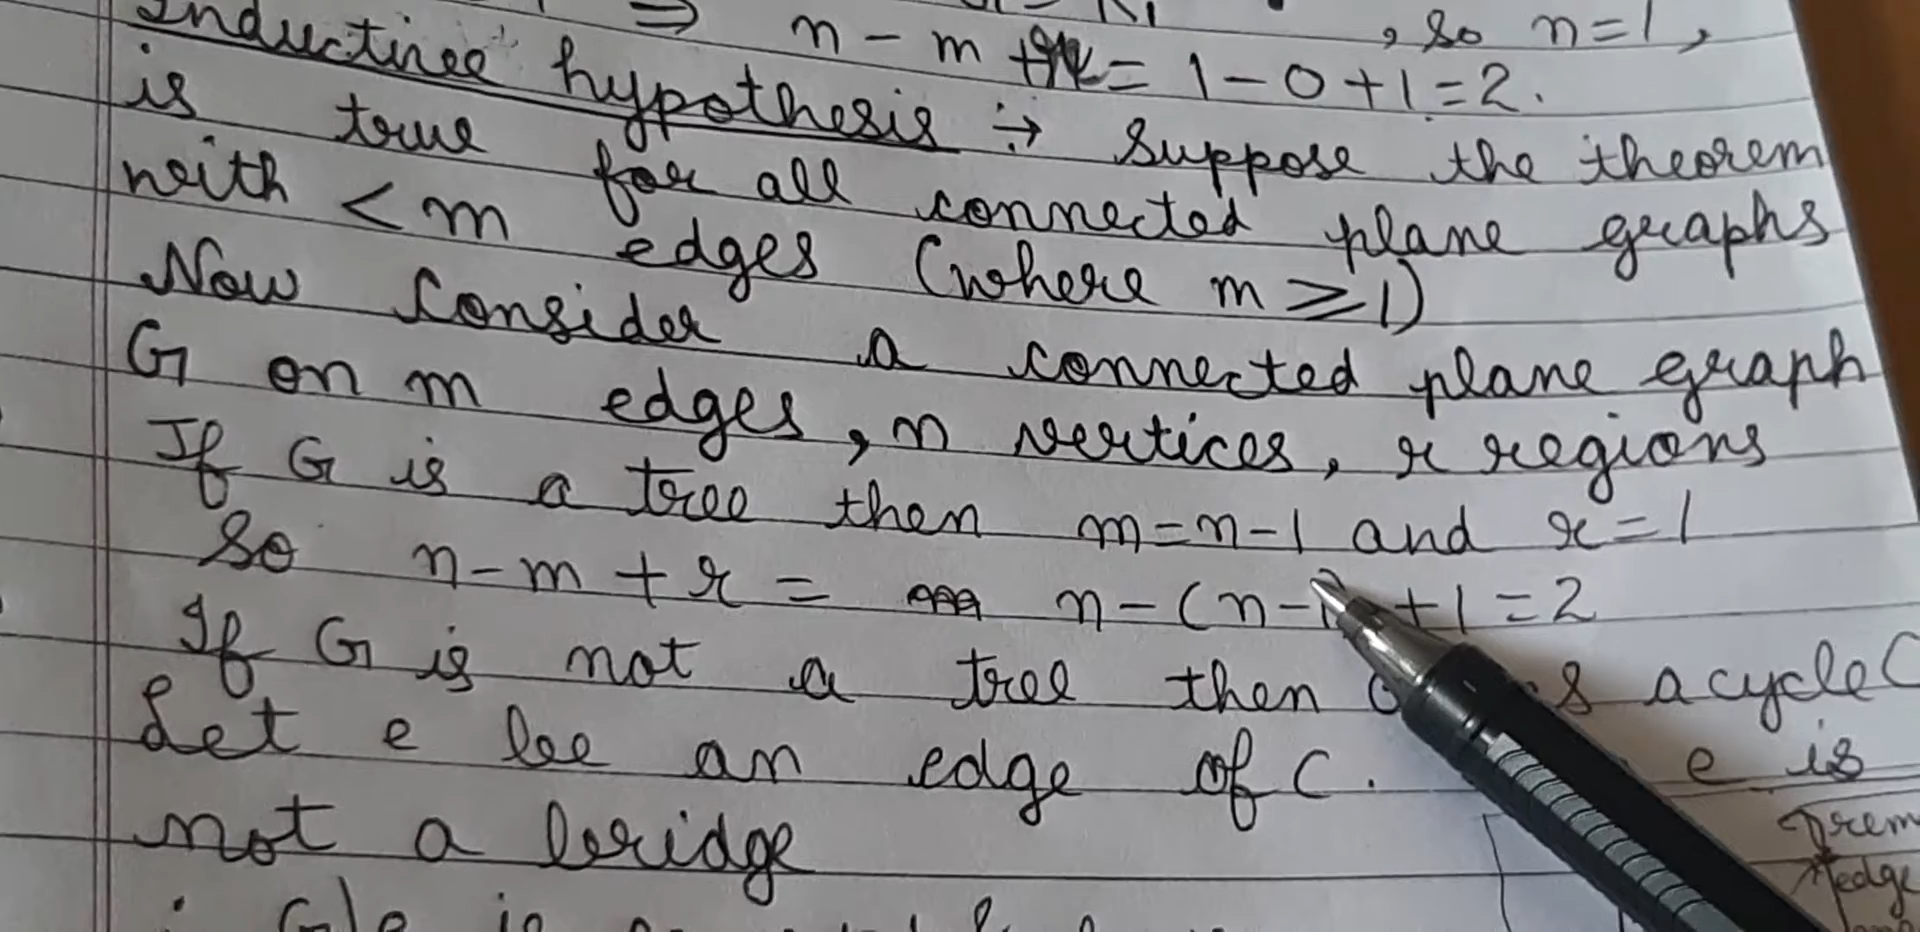 , so n=1,
⇒ n-m+r=1-0+1=2.
Inductive hypothesis :→ Suppose the theorem
is true for all connected plane graphs
with <m edges (where m⩾1)
Now Consider a connected plane graph
G on m edges, n vertices, r regions
If G is a tree then m=n-1 and r=1
So n-m+r= n-(n-1)+1=2
If G is not a tree then a cycle C
Let e be an edge of C. e is
not a bridge
G\e is
edge